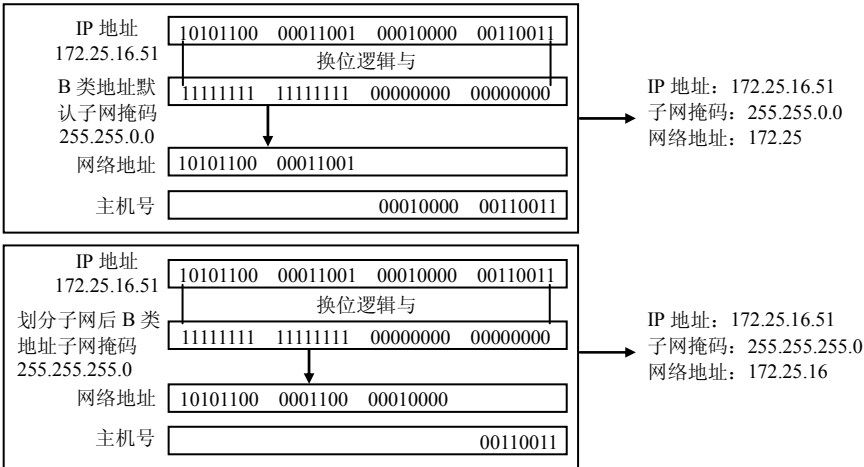 IP 地址
172.25.16.51
10101100 00011001 00010000 00110011
换位逻辑与
B 类地址默
认子网掩码
255.255.0.0
11111111 11111111 00000000 00000000
网络地址
10101100 00011001
主机号
00010000 00110011
IP 地址：172.25.16.51
子网掩码：255.255.0.0
网络地址：172.25
IP 地址
172.25.16.51
10101100 00011001 00010000 00110011
换位逻辑与
划分子网后 B 类
地址子网掩码
255.255.255.0
11111111 11111111 00000000 00000000
网络地址
10101100 0001100 00010000
主机号
00110011
IP 地址：172.25.16.51
子网掩码：255.255.255.0
网络地址：172.25.16